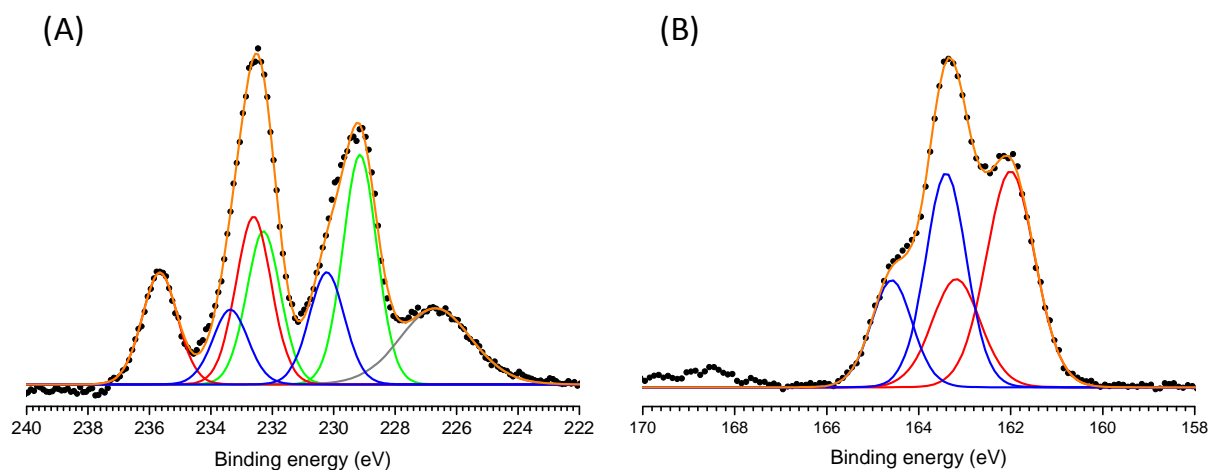 (A)
(B)
240 238 236 234 232 230 228 226 224 222
170 168 166 164 162 160 158
Binding energy (eV)
Binding energy (eV)